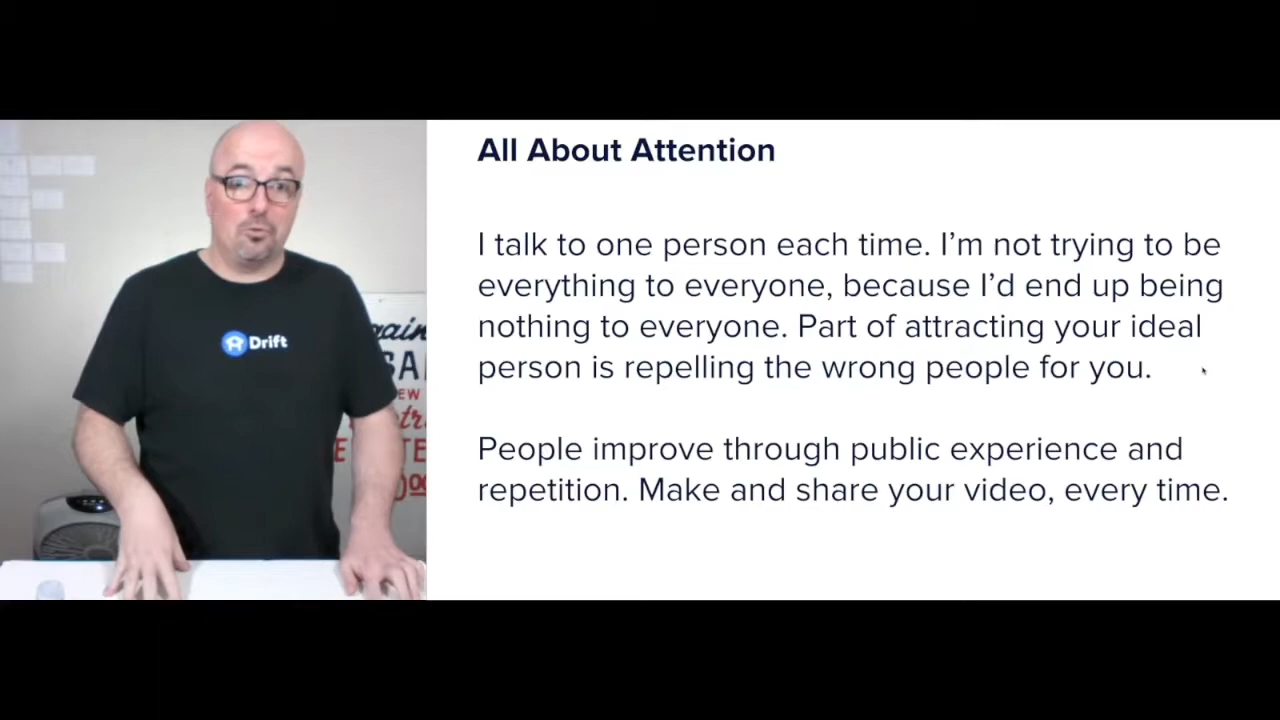 All About Attention
I talk to one person each time. I'm not trying to be
everything to everyone, because I'd end up being
nothing to everyone. Part of attracting your ideal
person is repelling the wrong people for you.
People improve through public experience and
repetition. Make and share your video, every time.
Drift